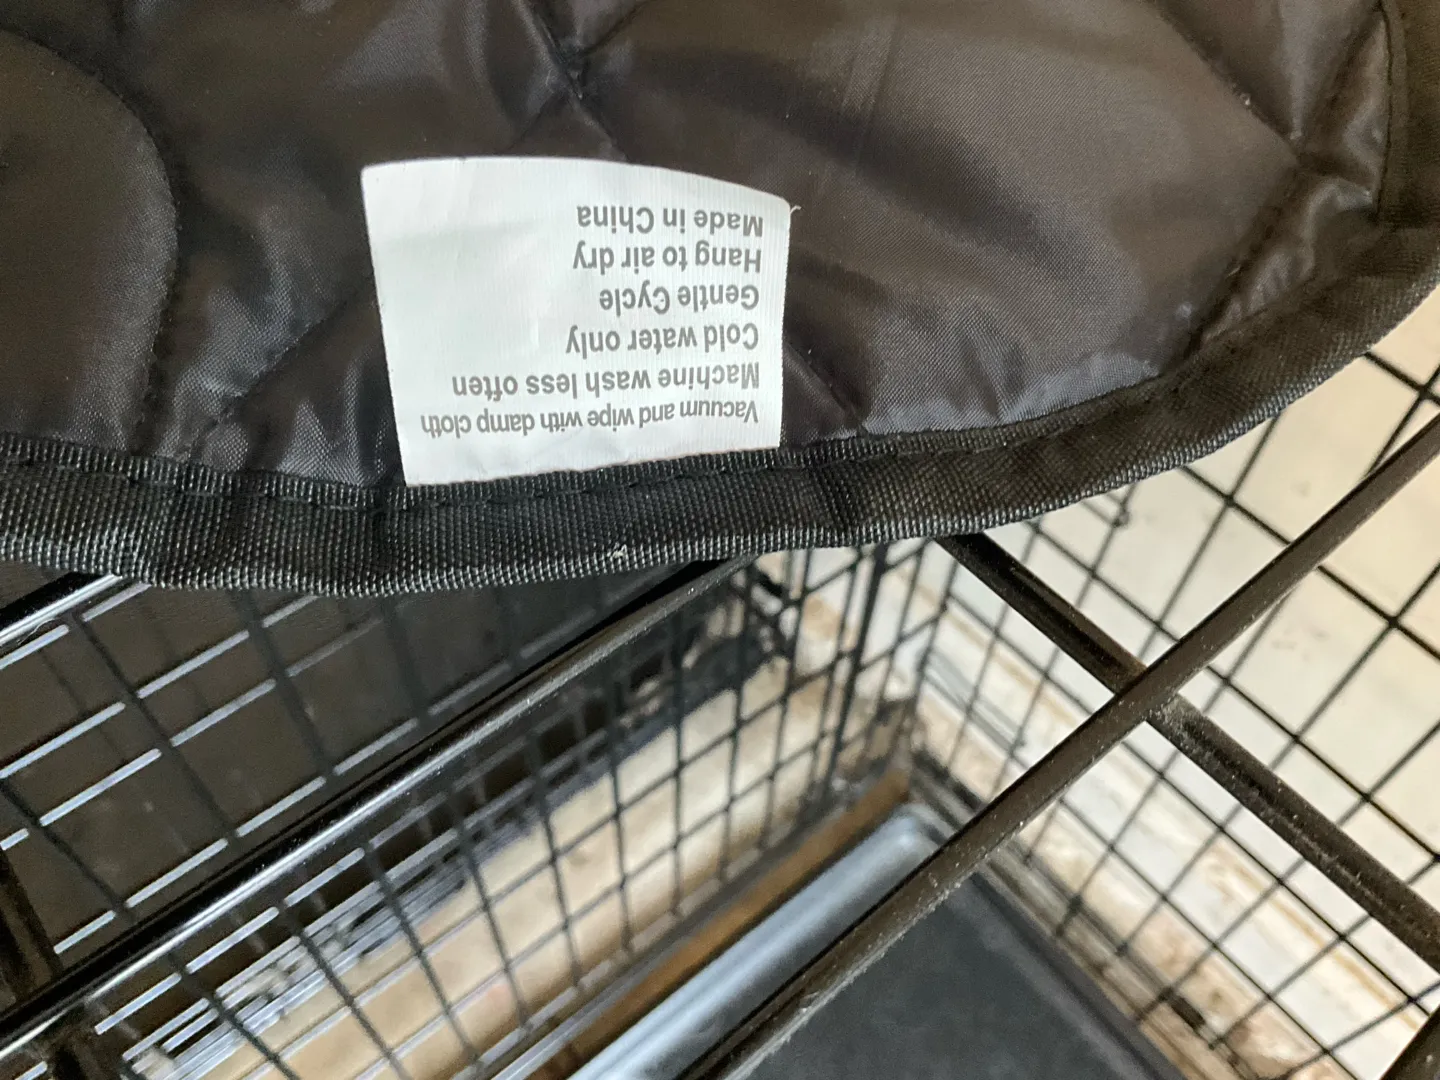 Vacuum and wipe with damp cloth
Machine wash less often
Cold water only
Gentle Cycle
Hang to air dry
Made in China